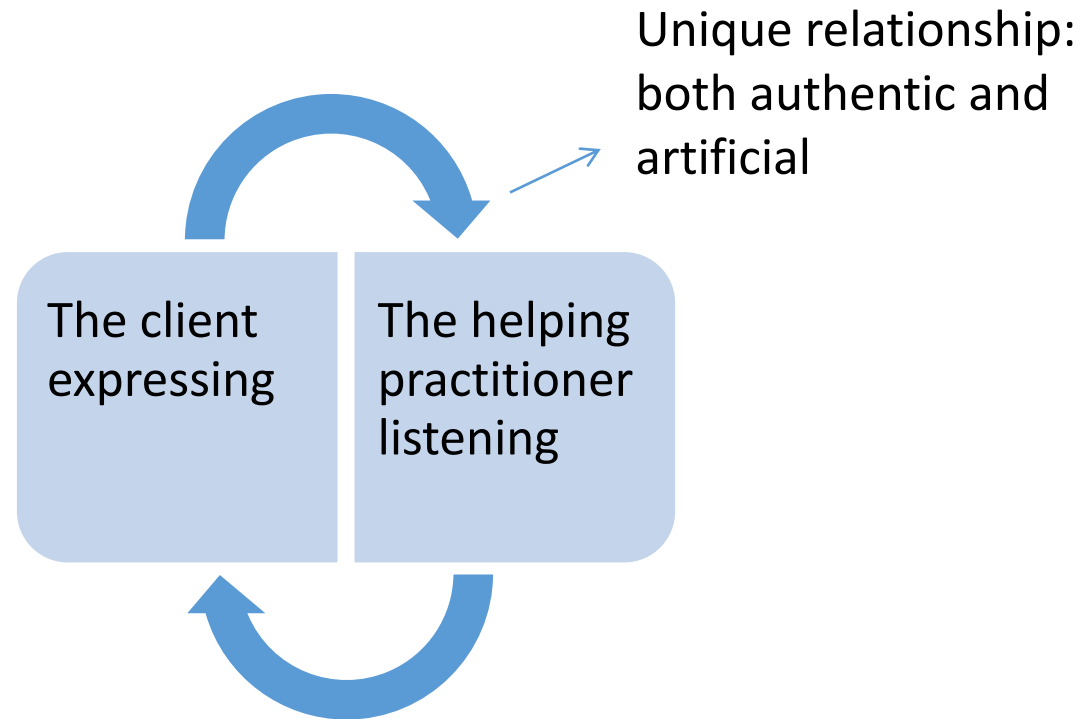 Unique relationship:
both authentic and
artificial
The client
expressing
The helping
practitioner
listening